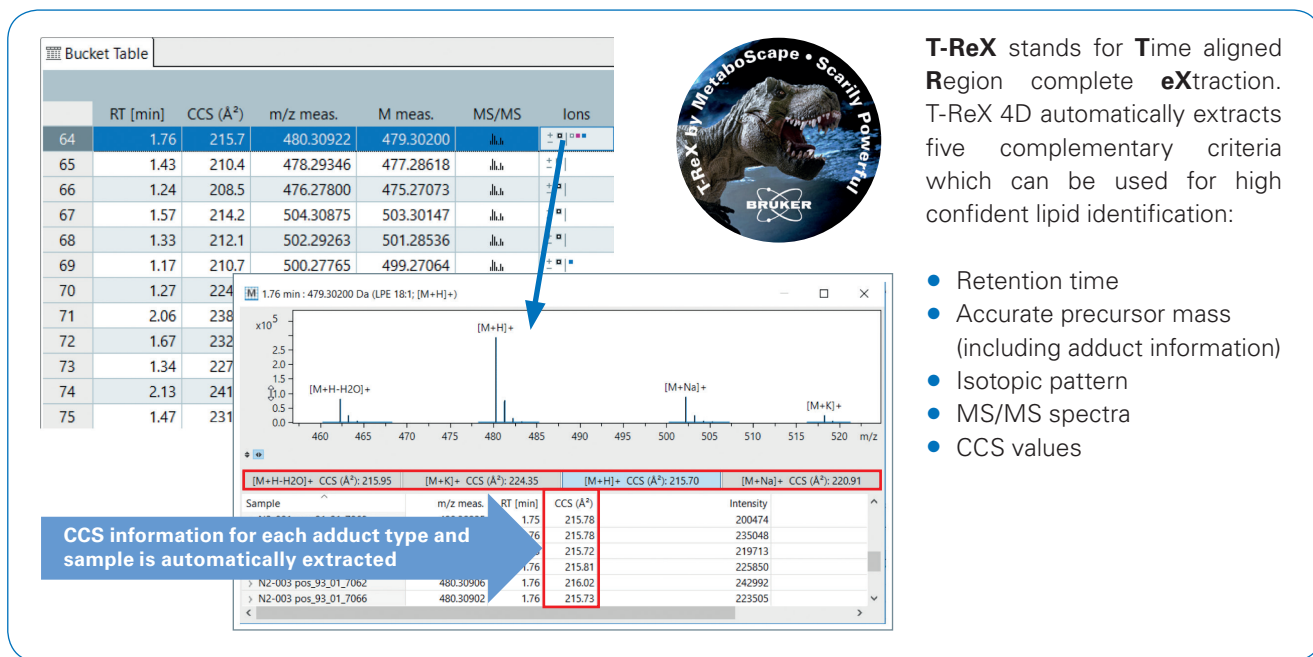 Bucket Table
RT [min] CCS (Å²) m/z meas. M meas. MS/MS Ions
64 1.76 215.7 480.30922 479.30200
65 1.43 210.4 478.29346 477.28618
66 1.24 208.5 476.27800 475.27073
67 1.57 214.2 504.30875 503.30147
68 1.33 212.1 502.29263 501.28536
69 1.17 210.7 500.27765 499.27064
70 1.27 224
71 2.06 238
72 1.67 232
73 1.34 227
74 2.13 241
75 1.47 231
T-ReX by MetaboScape • Scarily Powerful
BRUKER
T-ReX stands for Time aligned
Region complete eXtraction.
T-ReX 4D automatically extracts
five complementary criteria
which can be used for high
confident lipid identification:
• Retention time
• Accurate precursor mass
(including adduct information)
• Isotopic pattern
• MS/MS spectra
• CCS values
M 1.76 min : 479.30200 Da (LPE 18:1; [M+H]+)
x10⁵
[M+H]+
2.5
2.0
1.5
1.0
0.5
0.0
[M+H-H2O]+
[M+Na]+
[M+K]+
460 465 470 475 480 485 490 495 500 505 510 515 520 m/z
[M+H-H2O]+ CCS (Å²): 215.95 [M+K]+ CCS (Å²): 224.35 [M+H]+ CCS (Å²): 215.70 [M+Na]+ CCS (Å²): 220.91
Sample m/z meas. RT [min] CCS (Å²) Intensity
1.75 215.78 200474
76 215.78 235048
215.72 219713
.76 215.81 225850
N2-003 pos_93_01_7062 480.30906 1.76 216.02 242992
N2-003 pos_93_01_7066 480.30902 1.76 215.73 223505
CCS information for each adduct type and
sample is automatically extracted